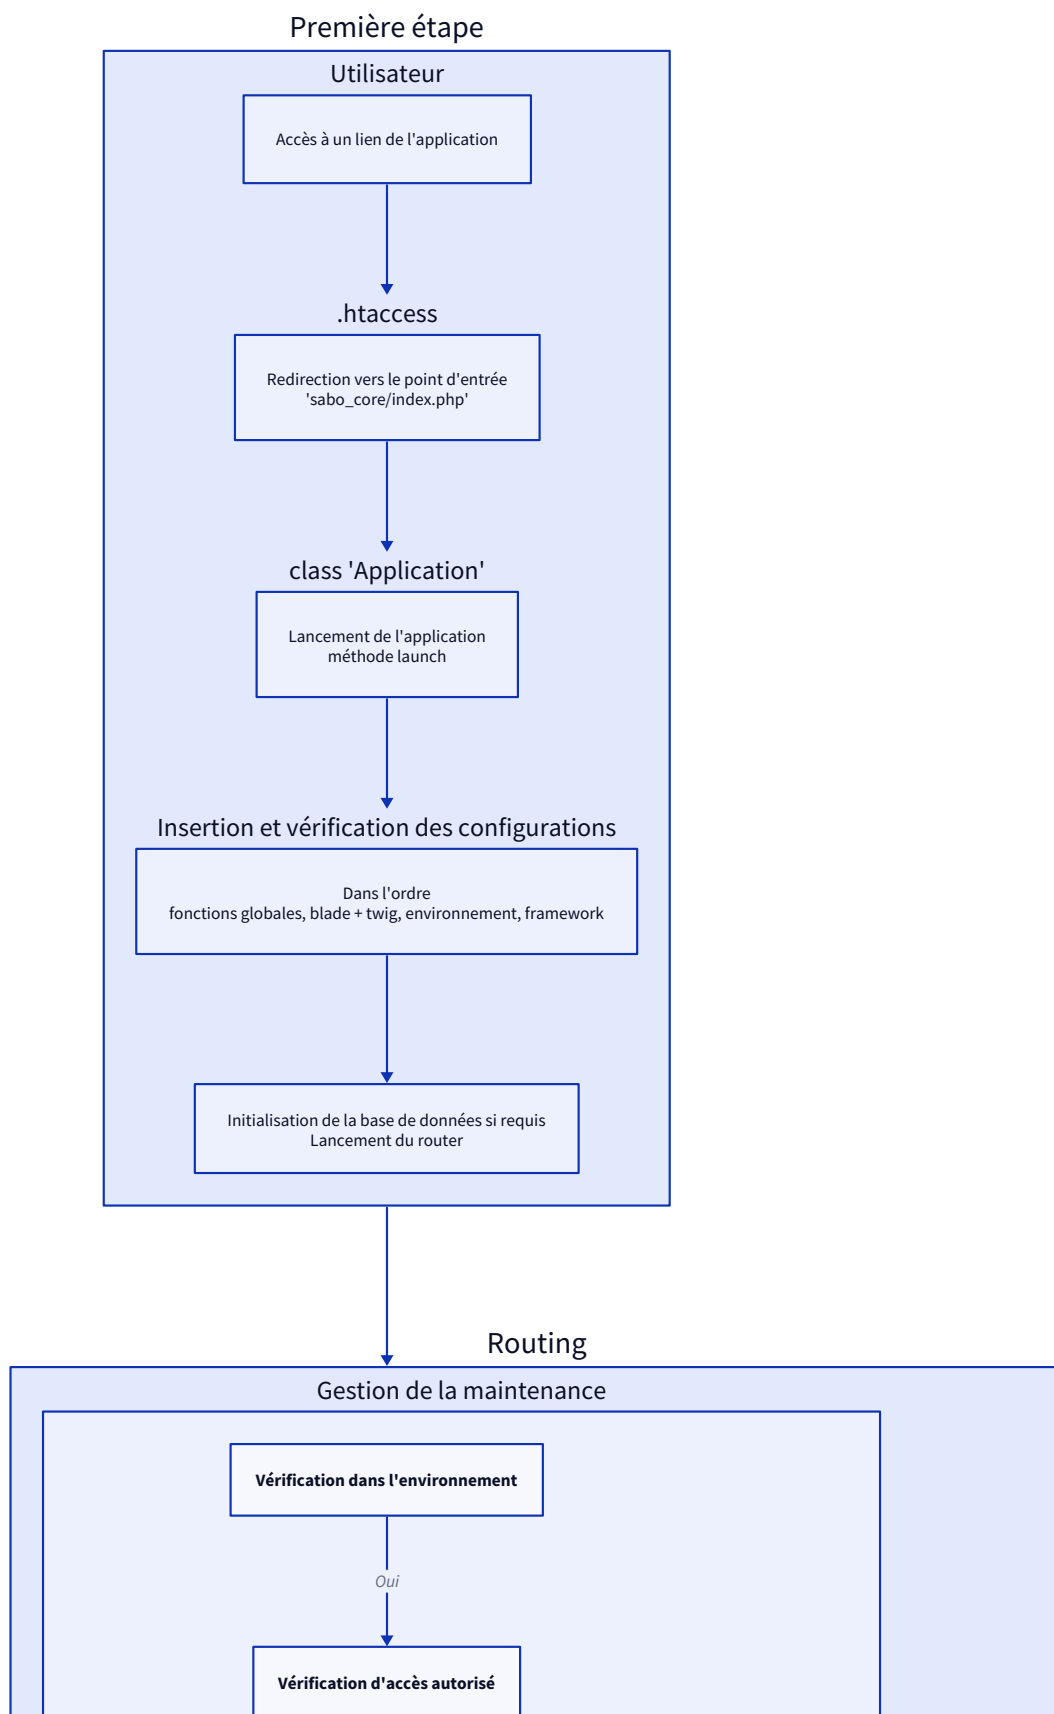 Première étape
Utilisateur
Accès à un lien de l'application
.htaccess
Redirection vers le point d'entrée
'sabo_core/index.php'
class 'Application'
Lancement de l'application
méthode launch
Insertion et vérification des configurations
Dans l'ordre
fonctions globales, blade + twig, environnement, framework
Initialisation de la base de données si requis
Lancement du router
Routing
Gestion de la maintenance
Vérification dans l'environnement
Oui
Vérification d'accès autorisé